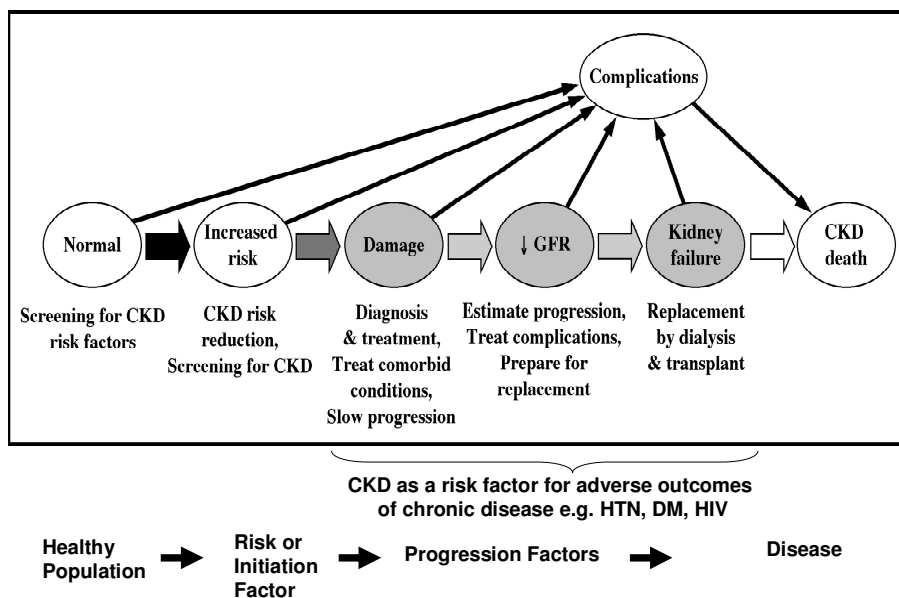 Complications
Normal
Increased
risk
Damage
↓ GFR
Kidney
failure
CKD
death
Screening for CKD
risk factors
CKD risk
reduction,
Screening for CKD
Diagnosis
& treatment,
Treat comorbid
conditions,
Slow progression
Estimate progression,
Treat complications,
Prepare for
replacement
Replacement
by dialysis
& transplant
CKD as a risk factor for adverse outcomes
of chronic disease e.g. HTN, DM, HIV
Healthy
Population
Risk or
Initiation
Factor
Progression Factors
Disease